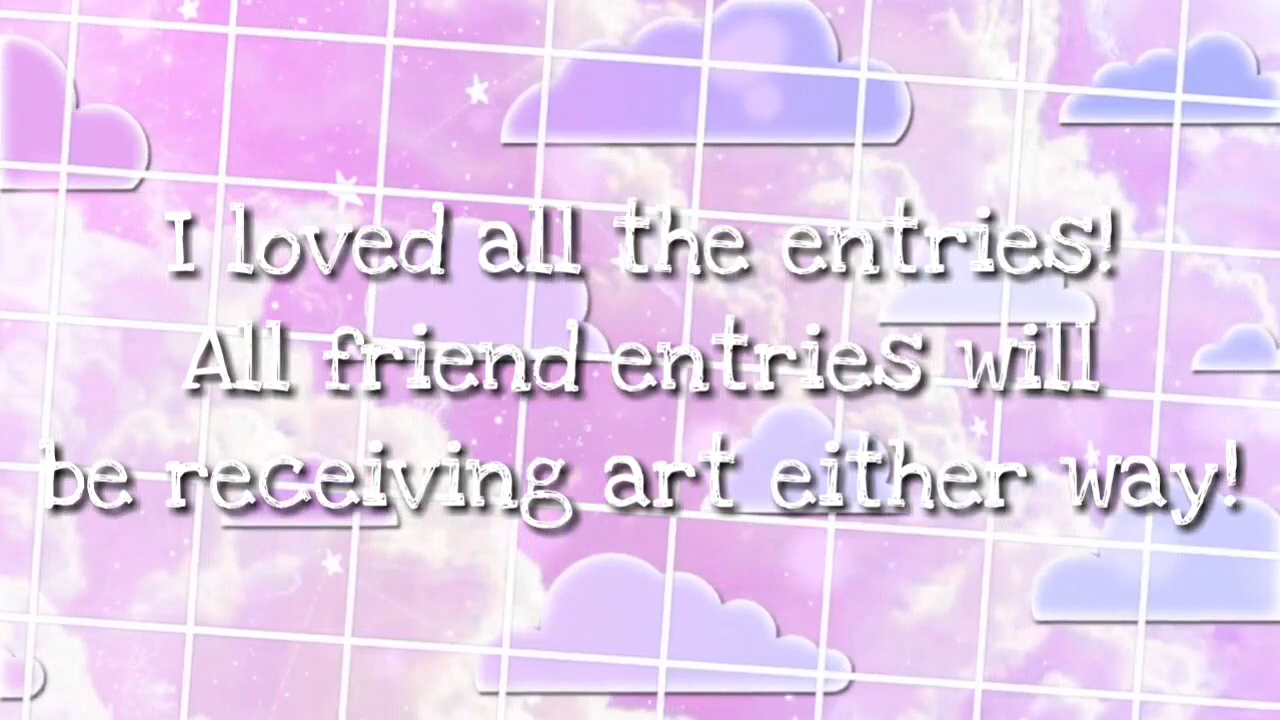 I loved all the entries!
All friend entries will
be receiving art either way!